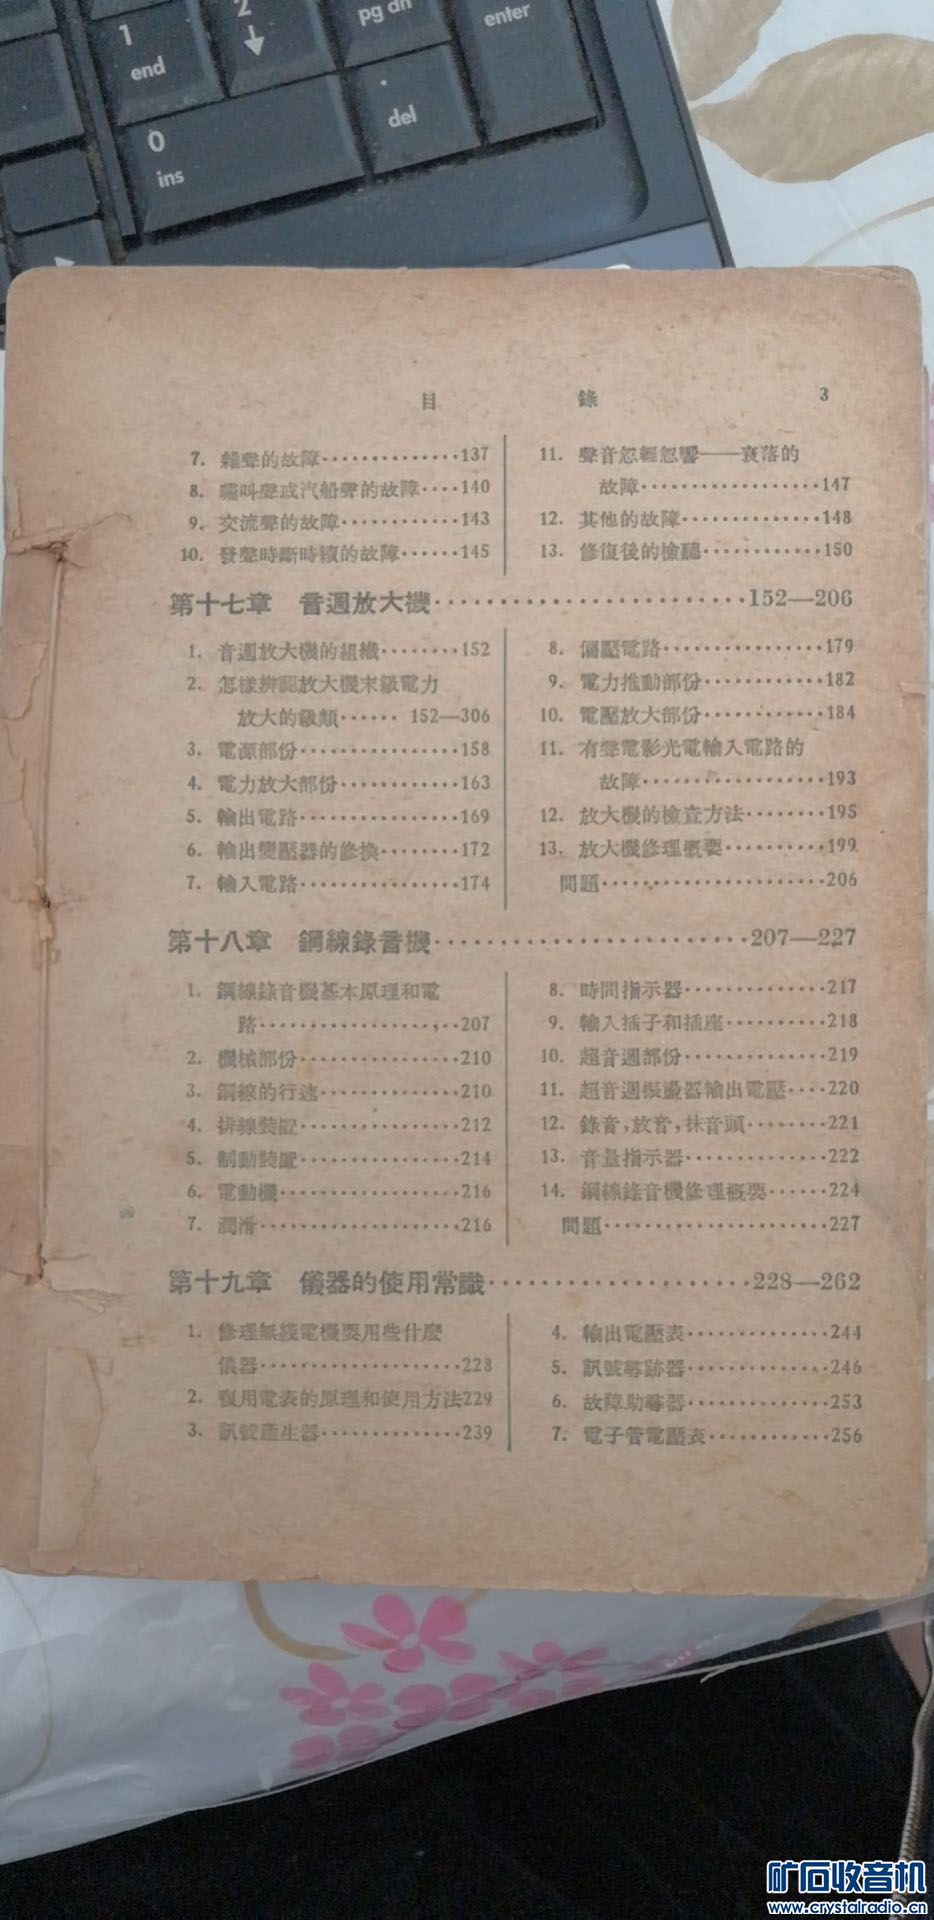 1
end
2
pg dn
enter
0
ins
.
del
目 錄 3
7. 雜聲的故障……………137
8. 嘯叫聲或汽船聲的故障……140
9. 交流聲的故障…………143
10. 發聲時斷時續的故障……145
11. 聲音忽輕忽響——衰落的
故障………………147
12. 其他的故障……………148
13. 修復後的檢聽…………150
第十七章 音週放大機……………………152—206
1. 音週放大機的組織………152
2. 怎樣辨認放大機末級電力
放大的級類…… 152—306
3. 電源部份………………158
4. 電力放大部份…………163
5. 輸出電路………………169
6. 輸出變壓器的修換………172
7. 輸入電路………………174
8. 偏壓電路………………179
9. 電力推動部份…………182
10. 電壓放大部份…………184
11. 有聲電影光電輸入電路的
故障………………193
12. 放大機的檢查方法………195
13. 放大機修理概要…………199
問題……………………206
第十八章 鋼線錄音機……………………207—227
1. 鋼線錄音機基本原理和電
路…………………207
2. 機械部份………………210
3. 鋼線的行速……………210
4. 排線裝置………………212
5. 制動裝置………………214
6. 電動機…………………216
7. 潤滑……………………216
8. 時間指示器……………217
9. 輸入插子和插座…………218
10. 超音週部份……………219
11. 超音週振盪器輸出電壓……220
12. 錄音,放音,抹音頭………221
13. 音量指示器……………222
14. 鋼線錄音機修理概要……224
問題……………………227
第十九章 儀器的使用常識…………………228—262
1. 修理無綫電機要用些什麽
儀器…………………228
2. 復用電表的原理和使用方法229
3. 訊號產生器……………239
4. 輸出電壓表……………244
5. 訊號尋跡器……………246
6. 故障助尋器……………253
7. 電子管電壓表…………256
矿石收音机
www.crystalradio.cn